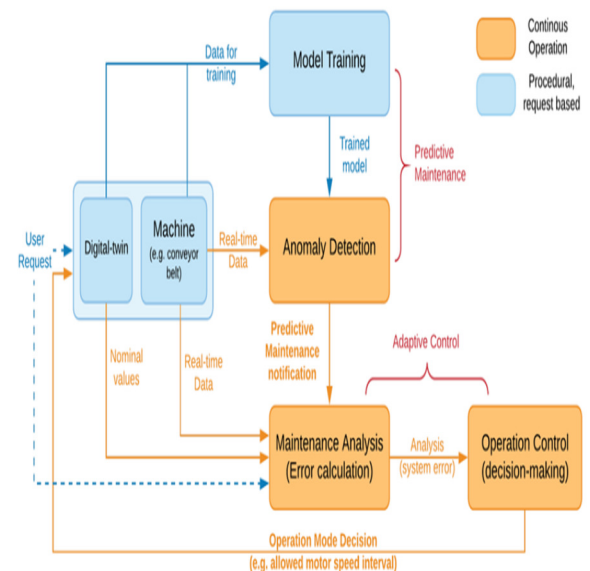 Data for
training
Model Training
Continous
Operation
Procedural,
request based
Trained
model
Predictive
Maintenance
User
Request
Digital-twin
Machine
(e.g. conveyor
belt)
Real-time
Data
Anomaly Detection
Nominal
values
Real-time
Data
Predictive
Maintenance
notification
Adaptive Control
Maintenance Analysis
(Error calculation)
Analysis
(system error)
Operation Control
(decision-making)
Operation Mode Decision
(e.g, allowed motor speed interval)